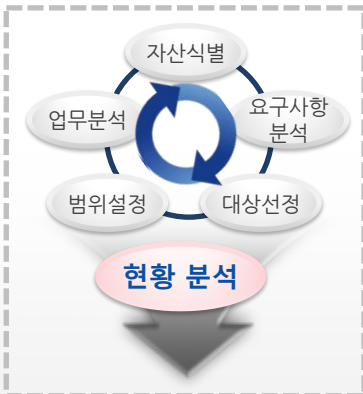 자산식별
업무분석
요구사항
분석
범위설정
대상선정
현황 분석